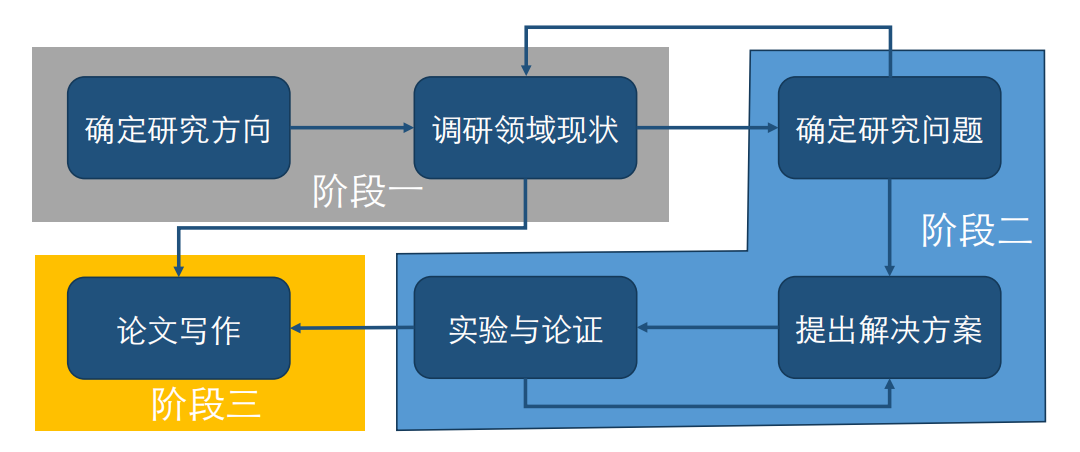 确定研究方向
调研领域现状
确定研究问题
阶段一
阶段二
论文写作
实验与论证
提出解决方案
阶段三